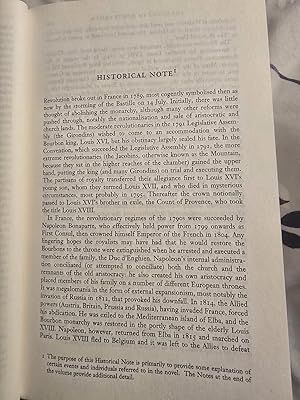 HISTORICAL NOTE¹
Revolution broke out in France in 1789, most cogently symbolised then as
now by the storming of the Bastille on 14 July. Initially, there was little
thought of abolishing the monarchy, although many other reforms were
pushed through, notably the nationalisation and sale of aristocratic and
church lands. The moderate revolutionaries in the 1791 Legislative Assem-
bly (the Girondins) wished to come to an accommodation with the
Bourbon king, Louis XVI, but his obstinacy largely sealed his fate. In the
Convention, which succeeded the Legislative Assembly in 1792, the more
extreme revolutionaries (the Jacobins, otherwise known as the Mountain,
because they sat in the higher reaches of the chamber) gained the upper
hand, putting the king (and many Girondins) on trial and executing them.
The partisans of royalty transferred their allegiance first to Louis XVI's
young son, whom they termed Louis XVII, and who died in mysterious
circumstances, most probably in 1795. Thereafter the crown notionally
passed to Louis XVI's brother in exile, the Count of Provence, who took
the title Louis XVIII.
In France, the revolutionary regimes of the 1790s were succeeded by
Napoleon Bonaparte, who effectively held power from 1799 onwards as
First Consul, then crowned himself Emperor of the French in 1804. Any
lingering hopes the royalists may have had that he would restore the
Bourbons to the throne were extinguished when he arrested and executed a
member of the family, the Duc d'Enghien. Napoleon's internal administra-
tion conciliated (or attempted to conciliate) both the church and the
remnants of the old aristocracy; he also created his own aristocracy and
placed members of his family on a number of different European thrones.
It was megalomania in the form of external expansionism, most notably the
invasion of Russia in 1812, that provoked his downfall. In 1814, the Allied
powers (Austria, Britain, Prussia and Russia), having invaded France, forced
his abdication. He was exiled to the Mediterranean island of Elba, and the
Bourbon monarchy was restored in the portly shape of the elderly Louis
XVIII. Napoleon, however, returned from Elba in 1815 and marched on
Paris. Louis XVIII fled to Belgium and it was left to the Allies to defeat
1 The purpose of this Historical Note is primarily to provide some explanation of
certain events and individuals referred to in the novel. The Notes at the end of
the volume provide additional detail.